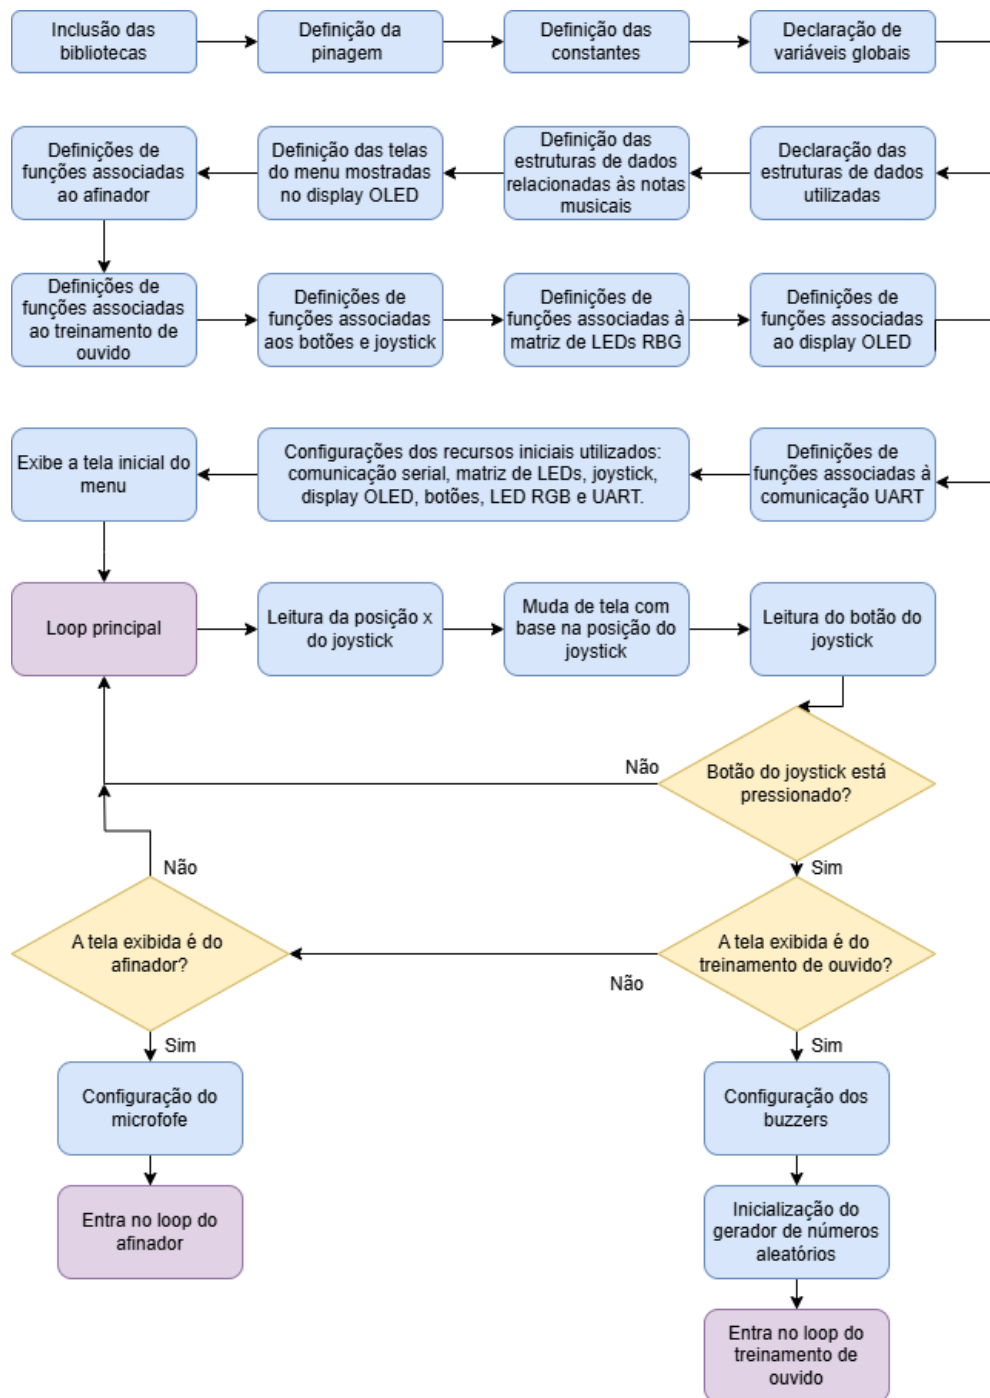 Inclusão das
bibliotecas
Definição da
pinagem
Definição das
constantes
Declaração de
variáveis globais
Definições de
funções associadas
ao afinador
Definição das telas
do menu mostradas
no display OLED
Definição das
estruturas de dados
relacionadas às notas
musicais
Declaração das
estruturas de dados
utilizadas
Definições de
funções associadas
ao treinamento de
ouvido
Definições de
funções associadas
aos botões e joystick
Definições de
funções associadas à
matriz de LEDs RBG
Definições de
funções associadas
ao display OLED
Exibe a tela inicial do
menu
Configurações dos recursos iniciais utilizados:
comunicação serial, matriz de LEDs, joystick,
display OLED, botões, LED RGB e UART.
Definições de
funções associadas à
comunicação UART
Loop principal
Leitura da posição x
do joystick
Muda de tela com
base na posição do
joystick
Leitura do botão do
joystick
Não
Botão do joystick está
pressionado?
Não
Sim
A tela exibida é do
afinador?
A tela exibida é do
treinamento de ouvido?
Não
Sim
Sim
Configuração do
microfofe
Configuração dos
buzzers
Entra no loop do
afinador
Inicialização do
gerador de números
aleatórios
Entra no loop do
treinamento de
ouvido